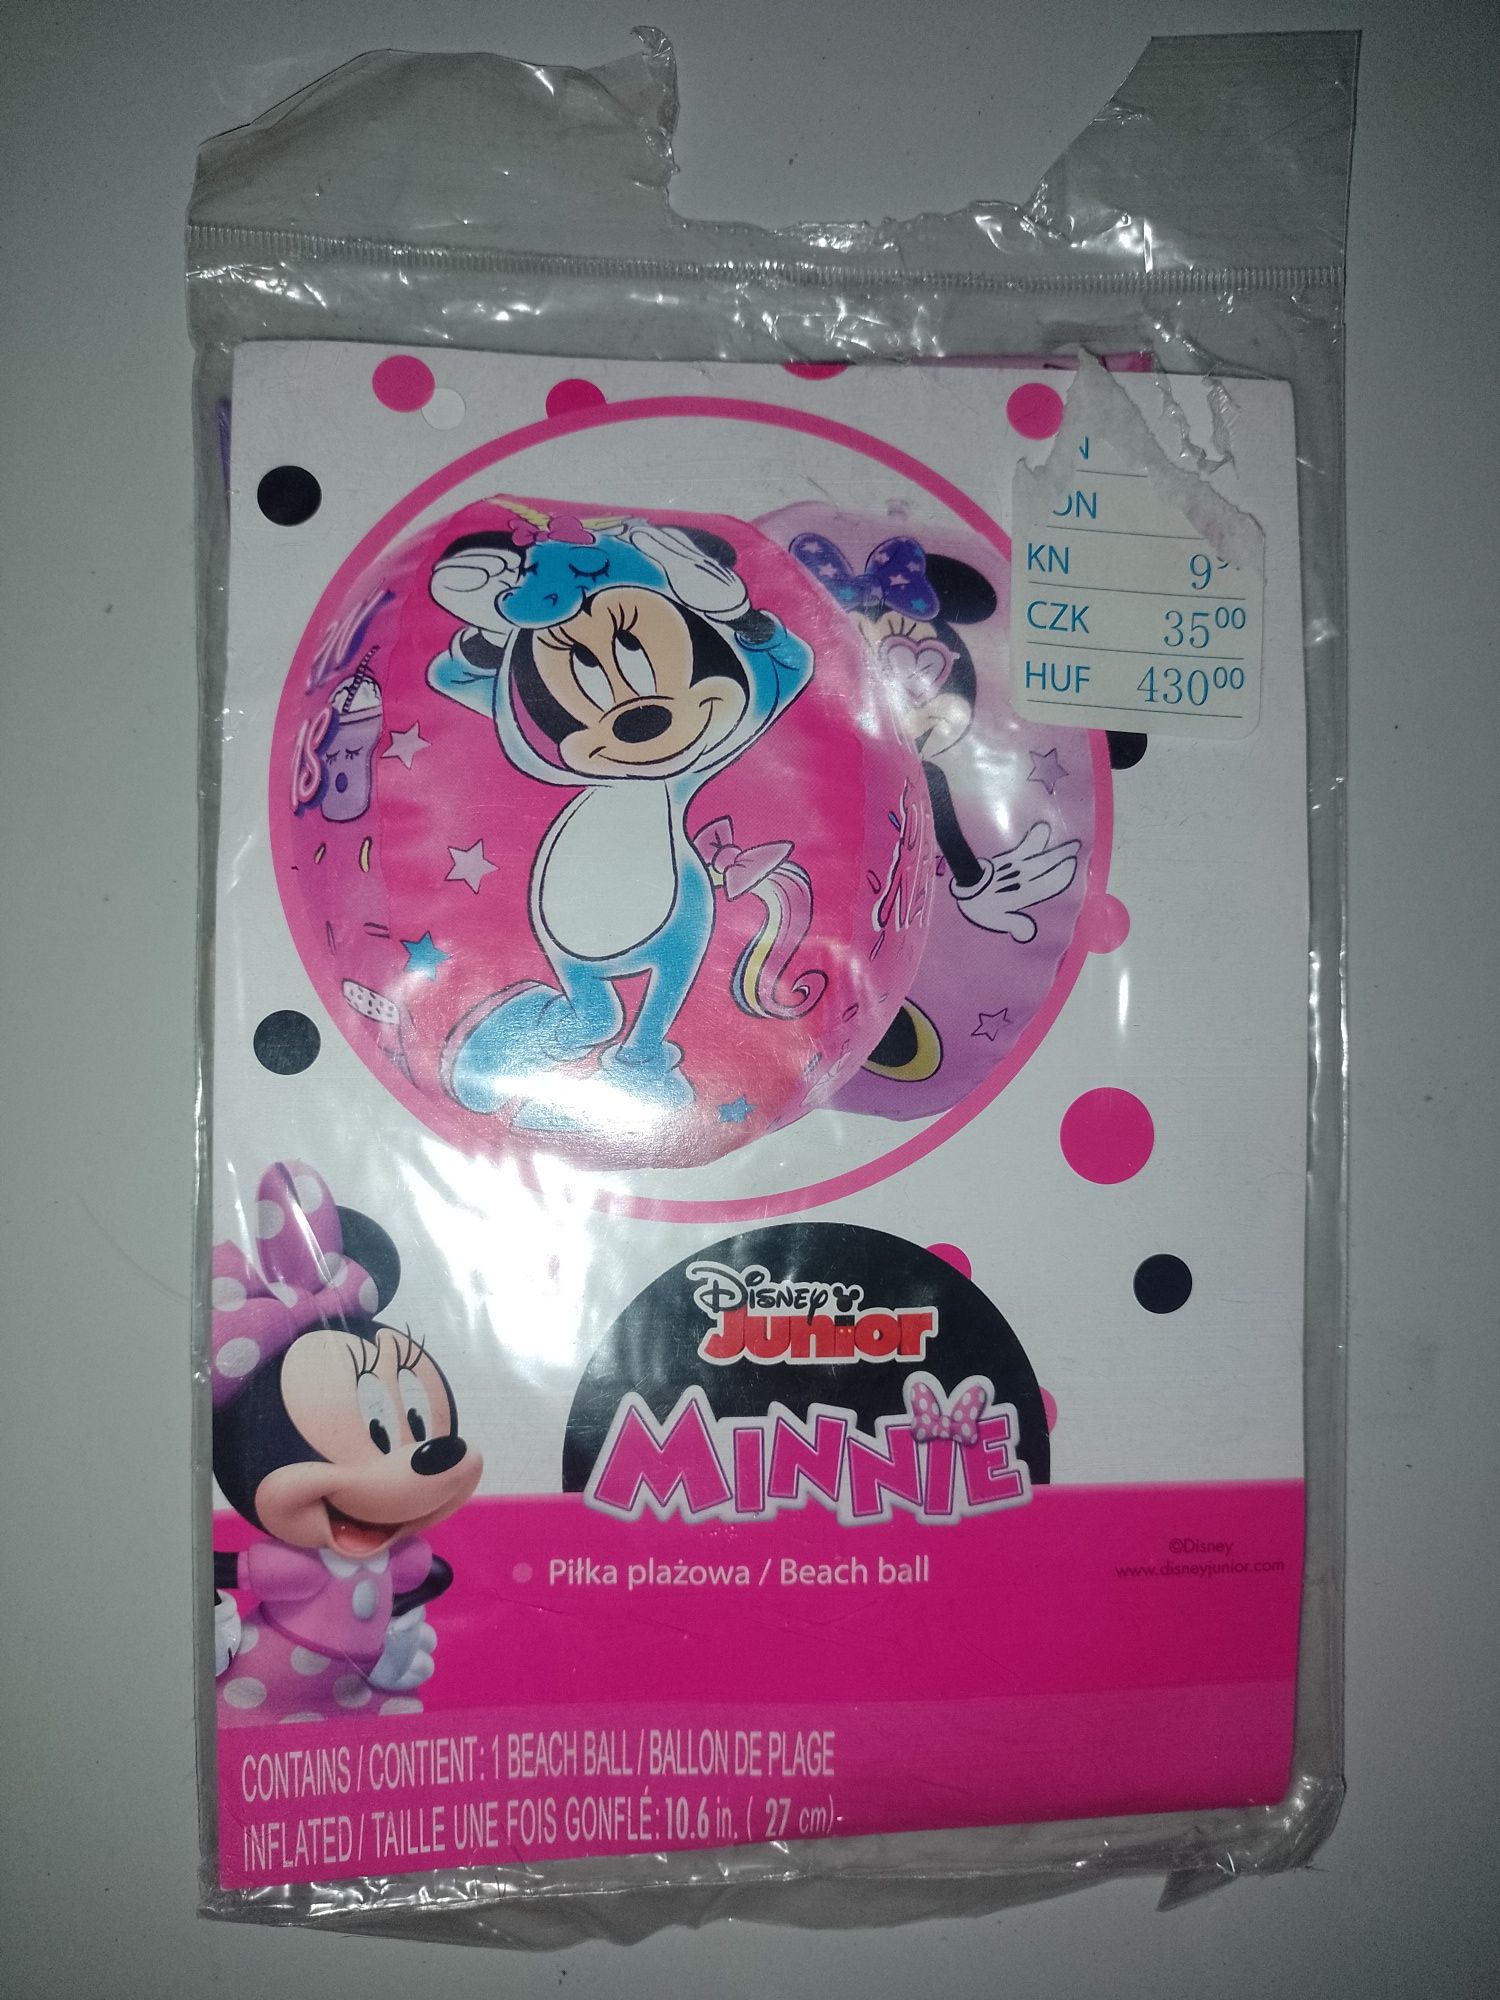 KN
CZK 35⁰⁰
HUF 430⁰⁰
Disney
Junior
MINNIE
Piłka plażowa / Beach ball
©Disney
www.disneyjunior.com
CONTAINS / CONTIENT: 1 BEACH BALL / BALLON DE PLAGE
INFLATED / TAILLE UNE FOIS GONFLÉ: 10.6 in. ( 27 cm)